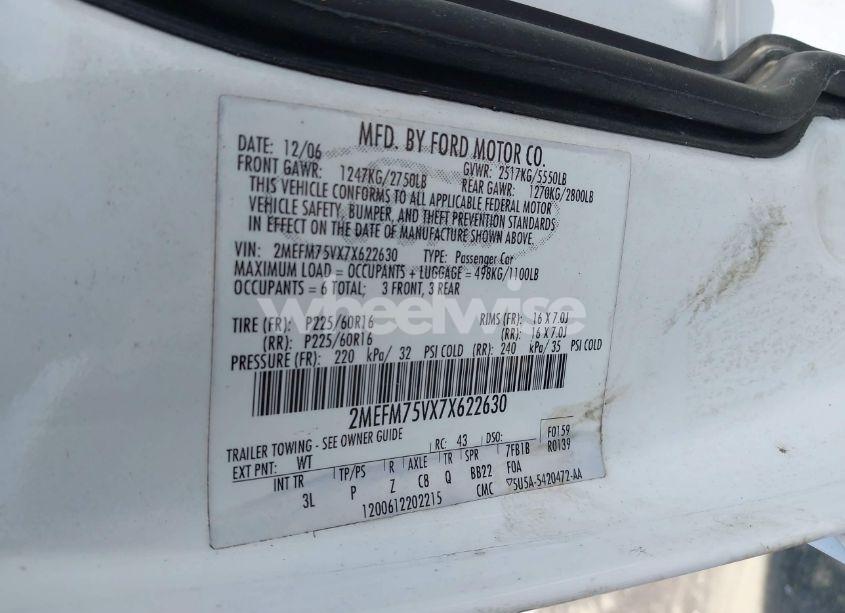 MFD. BY FORD MOTOR CO.
DATE: 12/06 GVWR: 2517KG/5550LB
FRONT GAWR: 1247KG/2750LB REAR GAWR: 1270KG/2800LB
THIS VEHICLE CONFORMS TO ALL APPLICABLE FEDERAL MOTOR
VEHICLE SAFETY, BUMPER, AND THEFT PREVENTION STANDARDS
IN EFFECT ON THE DATE OF MANUFACTURE SHOWN ABOVE.
VIN: 2MEFM75VX7X622630 TYPE: Passenger Car
MAXIMUM LOAD = OCCUPANTS + LUGGAGE = 498KG/1100LB
OCCUPANTS = 6 TOTAL; 3 FRONT, 3 REAR
wheelwise
TIRE (FR): P225/60R16 RIMS (FR): 16 X 7.0J
(RR): P225/60R16 (RR): 16 X 7.0J
PRESSURE (FR): 220 kPa/ 32 PSI COLD (RR): 240 kPa/ 35 PSI COLD
2MEFM75VX7X622630
TRAILER TOWING - SEE OWNER GUIDE
EXT PNT: WT RC: 43 DSO: 7FB1B F0159
R0139
INT TR TP/PS R AXLE TR SPR F0A
3L P Z CB Q BB22
1200612202215 CMC ▽5U5A-5420472-AA